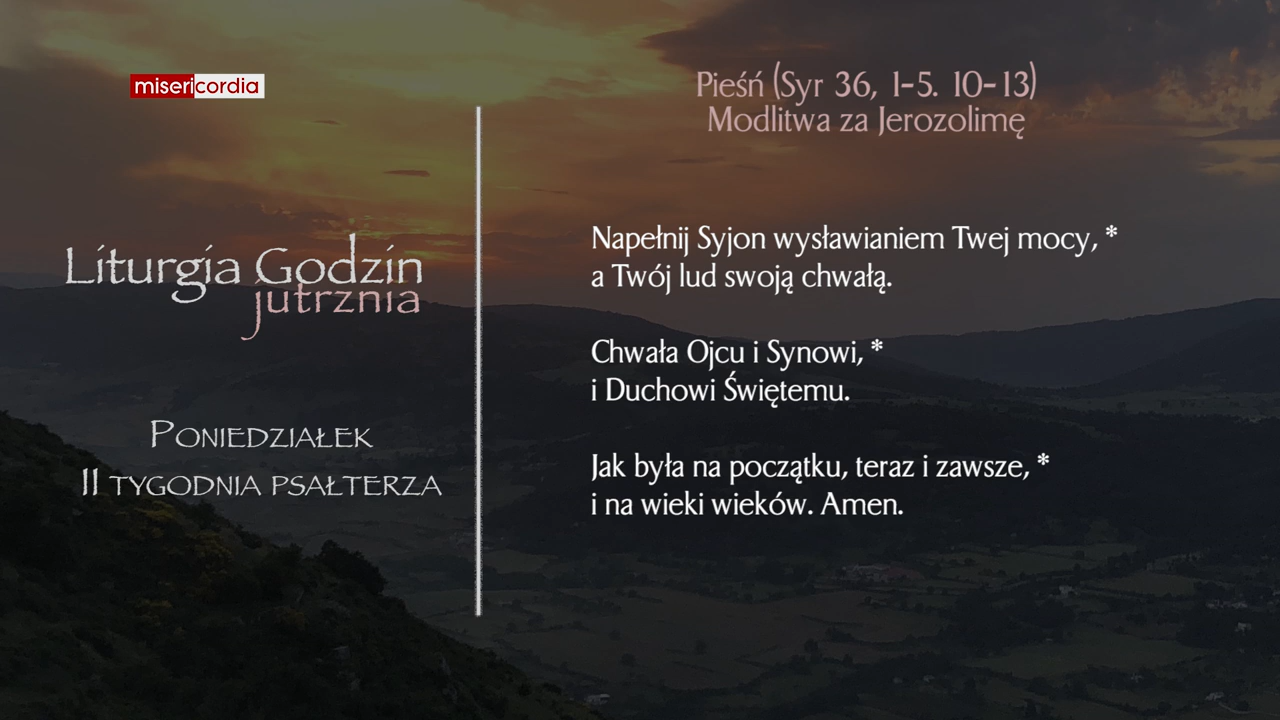 misericordia
Liturgia Godzin
jutrznia
Poniedziałek
II tygodnia psałterza
Pieśń (Syr 36, 1-5. 10-13)
Modlitwa za Jerozolimę
Napełnij Syjon wysławianiem Twej mocy, *
a Twój lud swoją chwałą.
Chwała Ojcu i Synowi, *
i Duchowi Świętemu.
Jak była na początku, teraz i zawsze, *
i na wieki wieków. Amen.